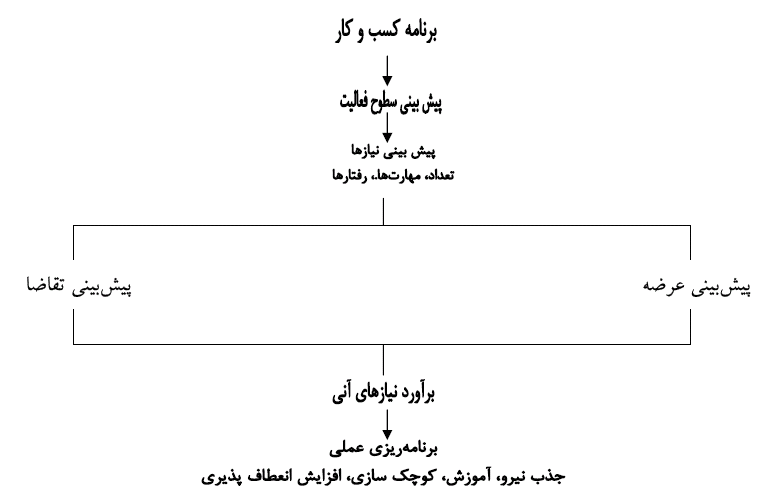 برنامه کسب و کار
پیش بینی سطوح فعالیت
پیش بینی نیازها
تعداد، مهارت‌ها، رفتارها
پیش‌بینی عرضه
پیش‌بینی تقاضا
برآورد نیازهای آنی
برنامه‌ریزی عملی
جذب نیرو، آموزش، کوچک سازی، افزایش انعطاف پذیری